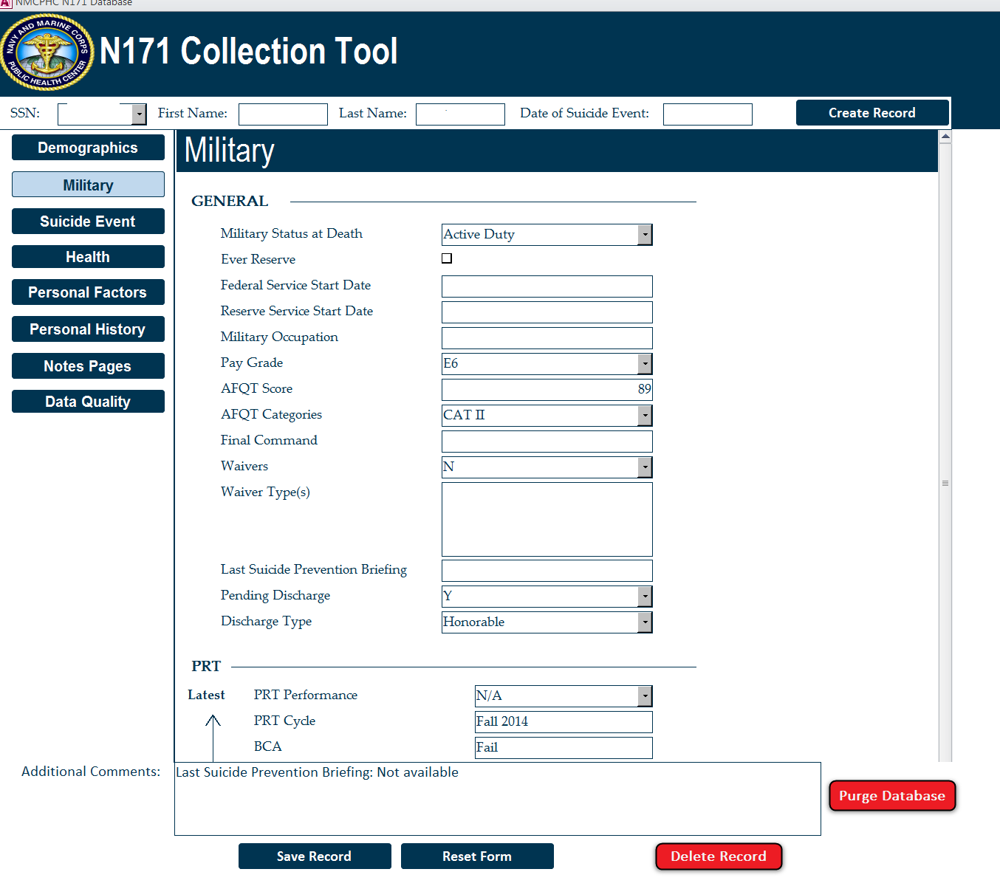 NMCPHC N171 Database
NAVY AND MARINE CORPS
PUBLIC HEALTH CENTER
N171 Collection Tool
SSN: First Name: Last Name: Date of Suicide Event: Create Record
Demographics
Military
Suicide Event
Health
Personal Factors
Personal History
Notes Pages
Data Quality
Military
GENERAL
Military Status at Death Active Duty
Ever Reserve
Federal Service Start Date
Reserve Service Start Date
Military Occupation
Pay Grade E6
AFQT Score 89
AFQT Categories CAT II
Final Command
Waivers N
Waiver Type(s)
Last Suicide Prevention Briefing
Pending Discharge Y
Discharge Type Honorable
PRT
Latest PRT Performance N/A
PRT Cycle Fall 2014
BCA Fail
Additional Comments: Last Suicide Prevention Briefing: Not available
Purge Database
Save Record Reset Form Delete Record